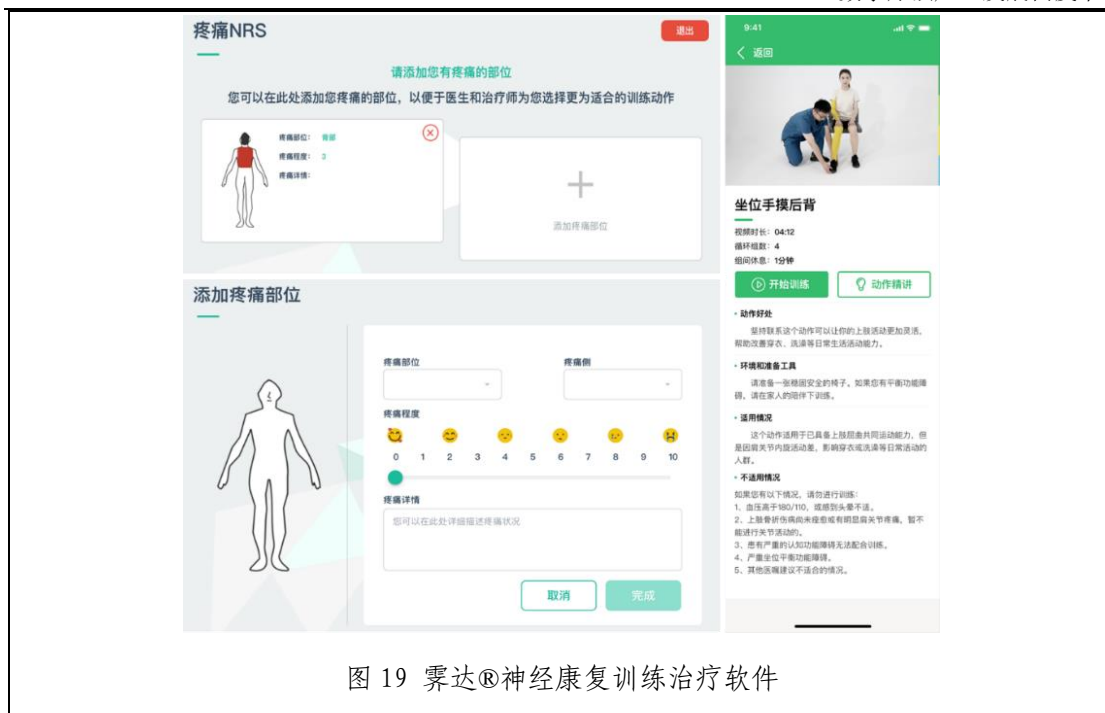 疼痛NRS
退出
请添加您有疼痛的部位
您可以在此处添加您疼痛的部位，以便于医生和治疗师为您选择更为适合的训练动作
疼痛部位： 背部
疼痛程度： 3
疼痛详情：
添加疼痛部位
添加疼痛部位
疼痛部位
疼痛侧
疼痛程度
0 1 2 3 4 5 6 7 8 9 10
疼痛详情
您可以在此处详细描述疼痛状况
取消
完成
9:41
返回
坐位手摸后背
视频时长：04:12
循环组数：4
组间休息：1分钟
开始训练
动作精讲
· 动作好处
坚持联系这个动作可以让你的上肢活动更加灵活，
帮助改善穿衣、洗澡等日常生活活动能力。
· 环境和准备工具
请准备一张稳固安全的椅子。如果您有平衡功能障
碍，请在家人的陪伴下训练。
· 适用情况
这个动作适用于已具备上肢屈曲共同运动能力，但
是因肩关节内旋活动差，影响穿衣或洗澡等日常活动的
人群。
· 不适用情况
如果您有以下情况，请勿进行训练：
1、血压高于180/110，或感到头晕不适。
2、上肢骨折伤病尚未痊愈或有明显肩关节疼痛，暂不
能进行关节活动的。
3、患有严重的认知功能障碍无法配合训练。
4、严重坐位平衡功能障碍。
5、其他医嘱建议不适合的情况。
图 19 霁达®神经康复训练治疗软件